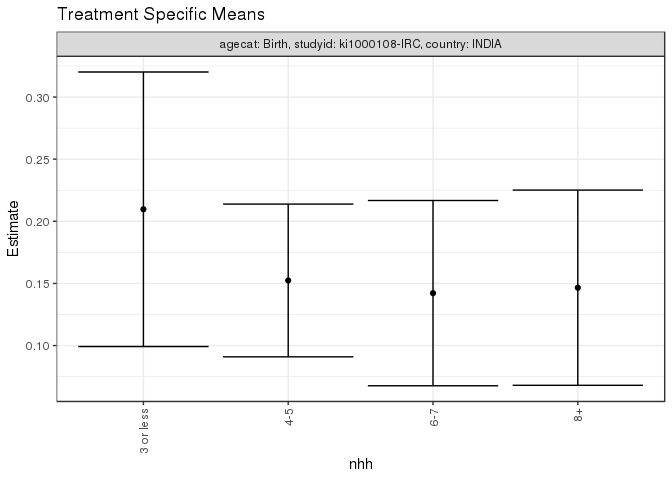 Treatment Specific Means
agecat: Birth, studyid: ki1000108-IRC, country: INDIA
0.30
0.25
0.20
0.15
0.10
Estimate
3 or less
4-5
6-7
8+
nhh